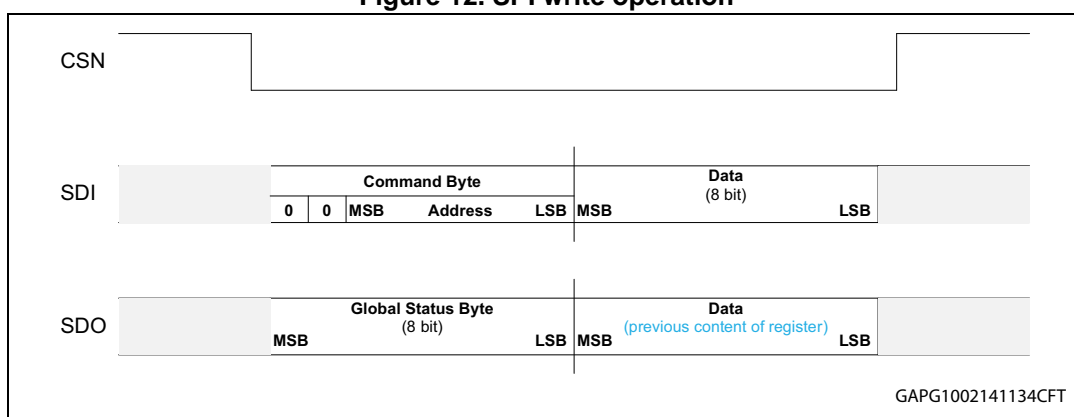 Figure 12. SPI write operation
CSN
SDI
Command Byte
0 0 MSB Address LSB
Data
(8 bit)
MSB LSB
SDO
Global Status Byte
(8 bit)
MSB LSB
Data
(previous content of register)
MSB LSB
GAPG1002141134CFT